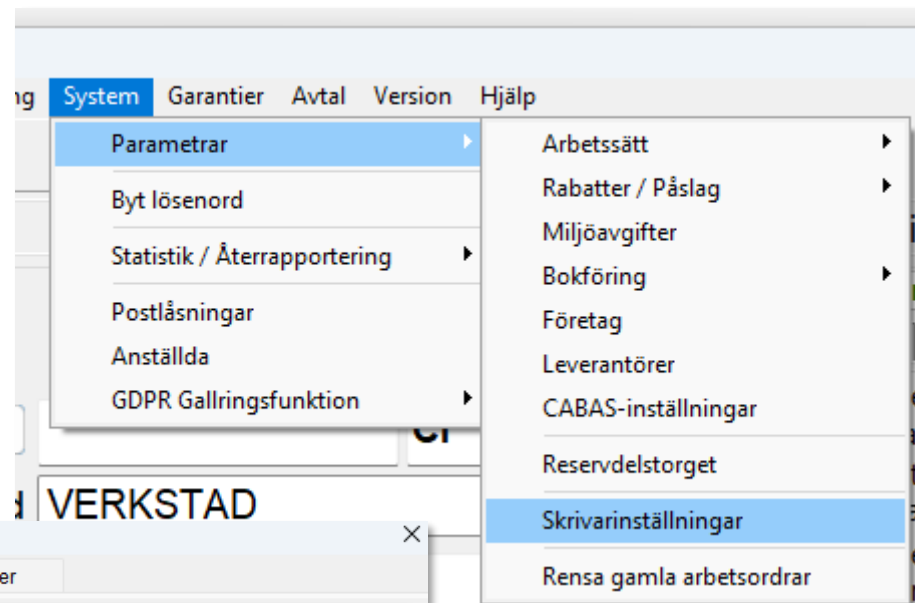 System Garantier Avtal Version Hjälp
Parametrar
Byt lösenord
Statistik / Återrapportering
Postlåsningar
Anställda
GDPR Gallringsfunktion
Arbetssätt
Rabatter / Påslag
Miljöavgifter
Bokföring
Företag
Leverantörer
CABAS-inställningar
Reservdelstorget
Skrivarinställningar
Rensa gamla arbetsordrar
VERKSTAD
er